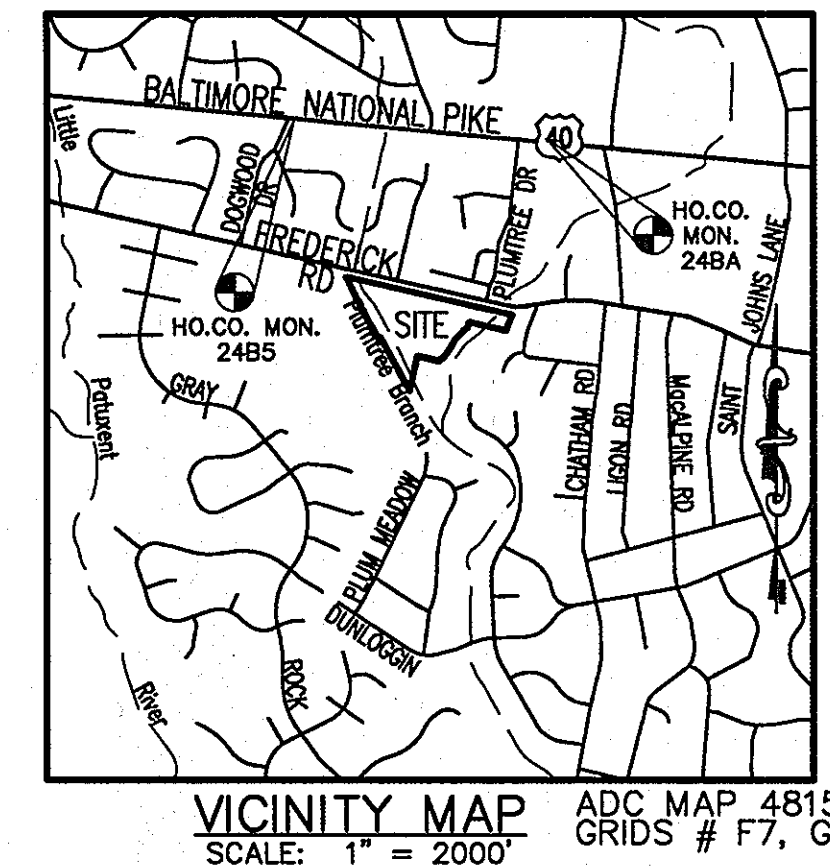 BALTIMORE NATIONAL PIKE
40
Little
DOGWOOD
DR
PLUMTREE DR
HO.CO.
MON.
24BA
JOHNS LANE
FREDERICK
RD
HO.CO. MON.
24B5
SITE
Plumtree Branch
GRAY
Patuxent
CHATHAM RD
LIGON RD
MacALPINE RD
SAINT
PLUM MEADOW
DUNLOGGIN
ROCK
River
VICINITY MAP
SCALE: 1" = 2000'
ADC MAP 4815
GRIDS # F7, G